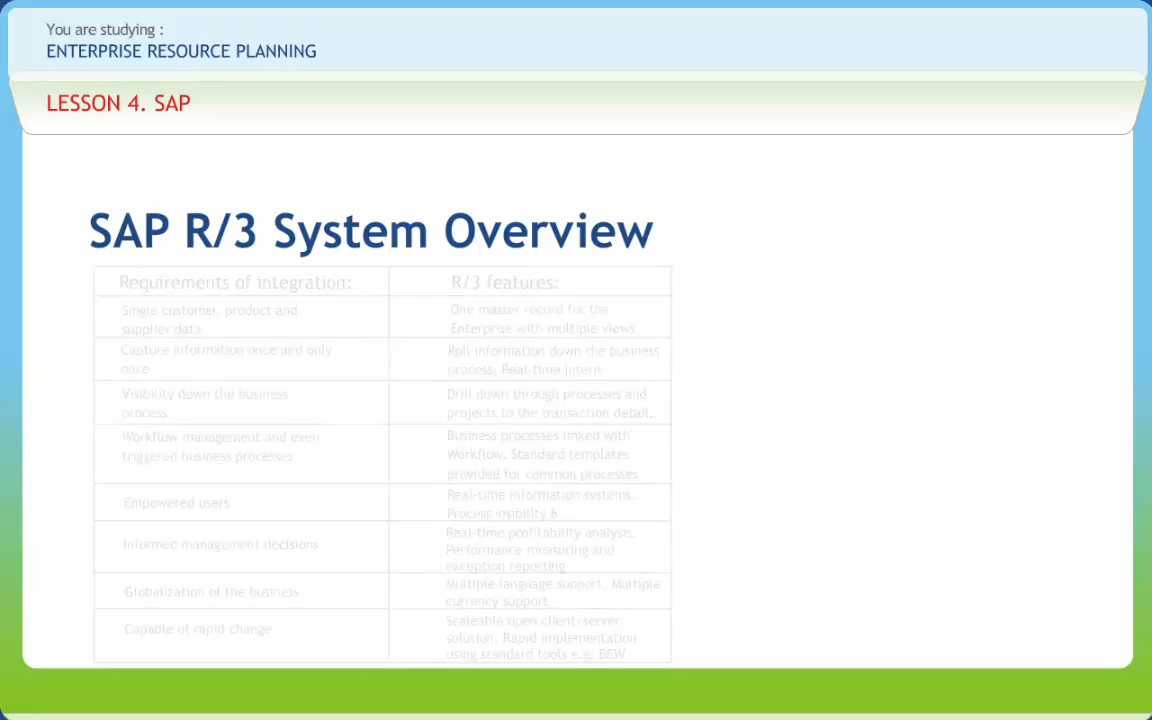 You are studying :
ENTERPRISE RESOURCE PLANNING
LESSON 4. SAP
SAP R/3 System Overview
Requirements of integration:
R/3 features:
Single customer, product and
supplier data
One master record for the
Enterprise with multiple views
Capture information once and only
once
Roll information down the business
process, Real-time intern
Visibility down the business
process
Drill down through processes and
projects to the transaction detail.
Workflow management and even
triggered business processes
Business processes linked with
Workflow. Standard templates
provided for common processes
Empowered users
Real-time information systems.
Process visibility 6
Informed management decisions
Real-time profitability analysis.
Performance measuring and
exception reporting
Globalization of the business
Multiple language support, Multiple
currency support
Capable of rapid change
Scaleable open client/server
solution. Rapid implementation
using standard tools e.g. BEW